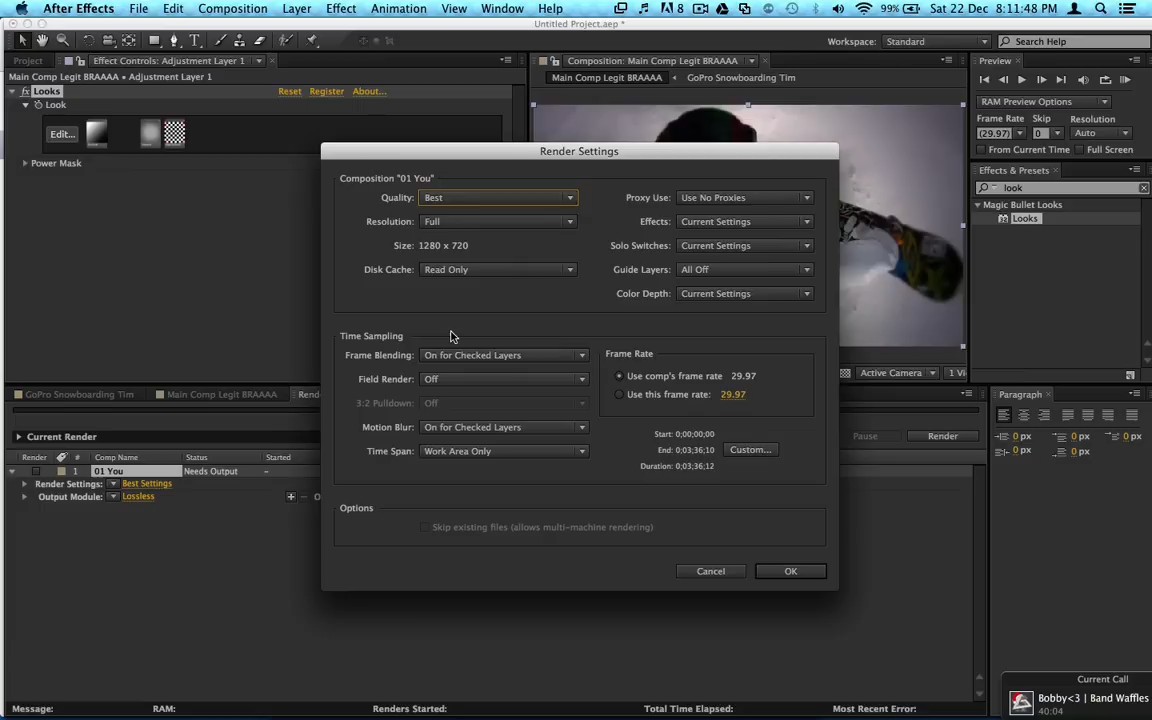 After Effects File Edit Composition Layer Effect Animation View Window Help 8 99% Sat 22 Dec 8:11:48 PM
Untitled Project.aep *
Workspace: Standard Search Help
Project Effect Controls: Adjustment Layer 1 Composition: Main Comp Legit BRAAAA Preview
Main Comp Legit BRAAAA • Adjustment Layer 1 Main Comp Legit BRAAAA GoPro Snowboarding Tim
fx Looks Reset Register About...
Look
RAM Preview Options
Edit...
Frame Rate Skip Resolution
(29.97) 0 Auto
From Current Time Full Screen
Power Mask
Effects & Presets
look
Magic Bullet Looks
32 Looks
Render Settings
Composition "01 You"
Quality: Best Proxy Use: Use No Proxies
Resolution: Full Effects: Current Settings
Size: 1280 x 720 Solo Switches: Current Settings
Disk Cache: Read Only Guide Layers: All Off
Color Depth: Current Settings
Time Sampling
Frame Blending: On for Checked Layers
Field Render: Off
3:2 Pulldown: Off
Motion Blur: On for Checked Layers
Time Span: Work Area Only
Frame Rate
Use comp's frame rate 29.97
Use this frame rate: 29.97
Start: 0;00;00;00
End: 0;03;36;10 Custom...
Duration: 0;03;36;12
Options
Skip existing files (allows multi-machine rendering)
Cancel OK
Active Camera 1 Vi
GoPro Snowboarding Tim Main Comp Legit BRAAAA Ren Paragraph
Current Render Pause Render
0 px 0 px 0 px
0 px 0 px
Render # Comp Name Status Started
1 01 You Needs Output –
Render Settings: Best Settings
Output Module: Lossless O
Current Call
Bobby<3 | Band Waffles
40:04
Message: RAM: Renders Started: Total Time Elapsed: Most Recent Error: